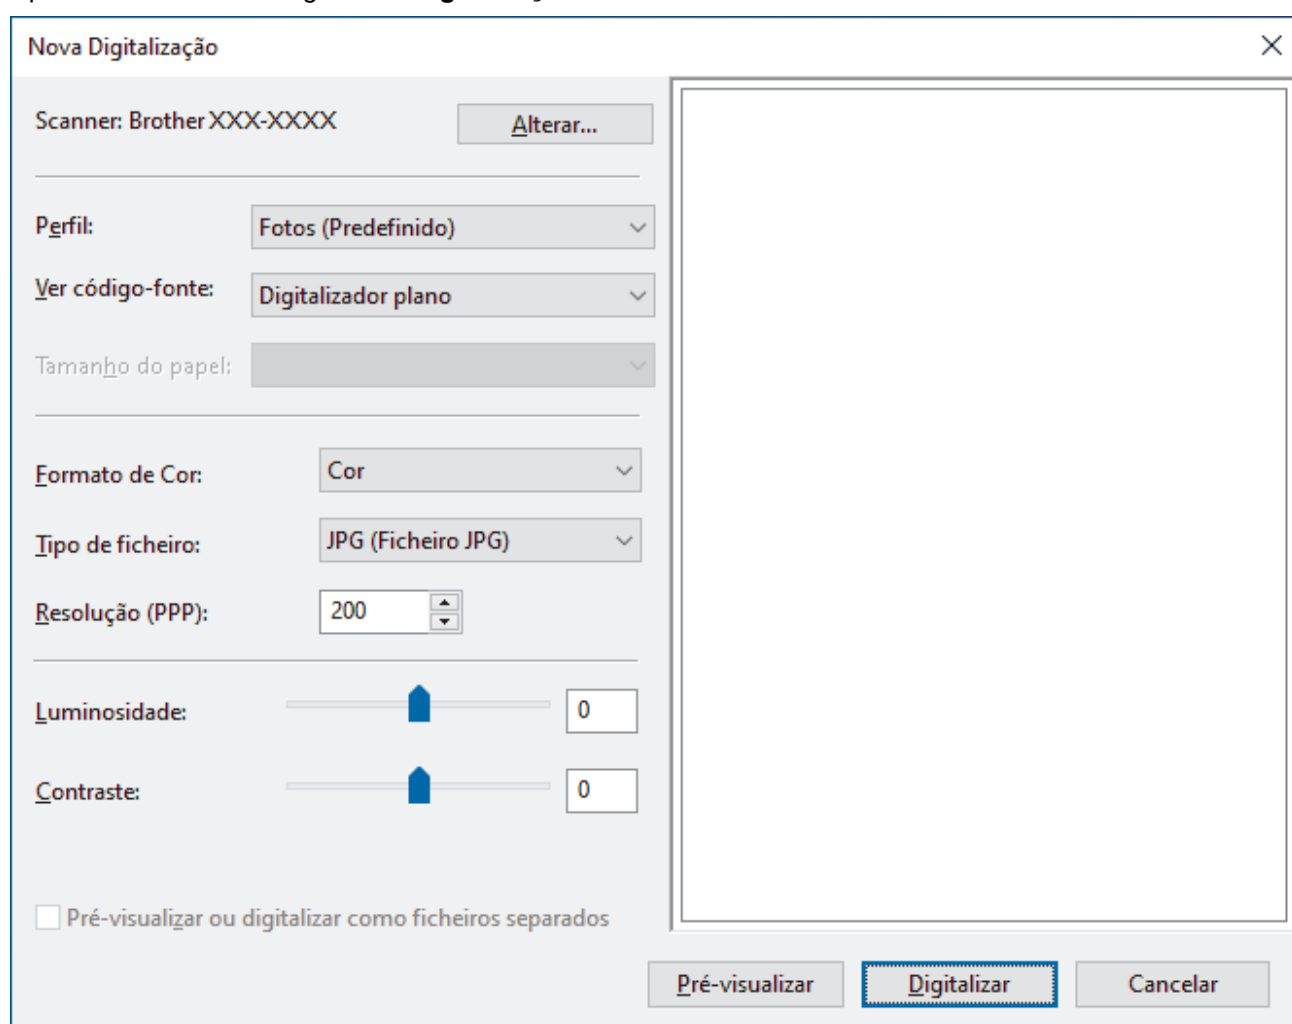 Nova Digitalização
Scanner: Brother XXX-XXXX
Alterar...
Perfil:
Fotos (Predefinido)
Ver código-fonte:
Digitalizador plano
Tamanho do papel:
Formato de Cor:
Cor
Tipo de ficheiro:
JPG (Ficheiro JPG)
Resolução (PPP):
200
Luminosidade:
0
Contraste:
0
Pré-visualizar ou digitalizar como ficheiros separados
Pré-visualizar
Digitalizar
Cancelar